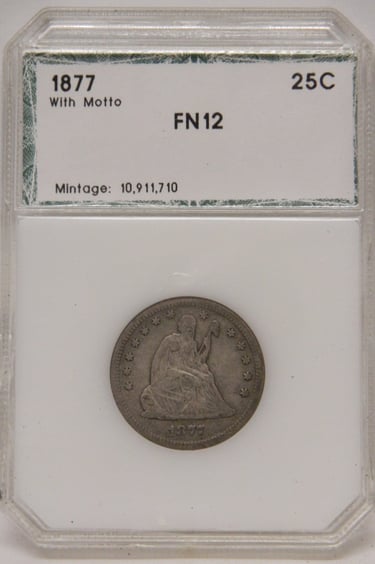 1877 25C
With Motto
FN12
Mintage: 10,911,710
1877